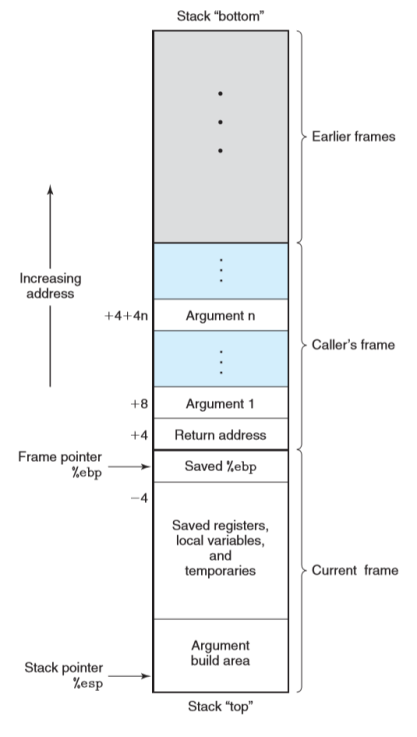 Stack “bottom”
Earlier frames
Increasing
address
+4+4n
Argument n
Caller’s frame
+8
Argument 1
+4
Return address
Frame pointer
%ebp
Saved %ebp
−4
Saved registers,
local variables,
and
temporaries
Current frame
Argument
build area
Stack pointer
%esp
Stack “top”